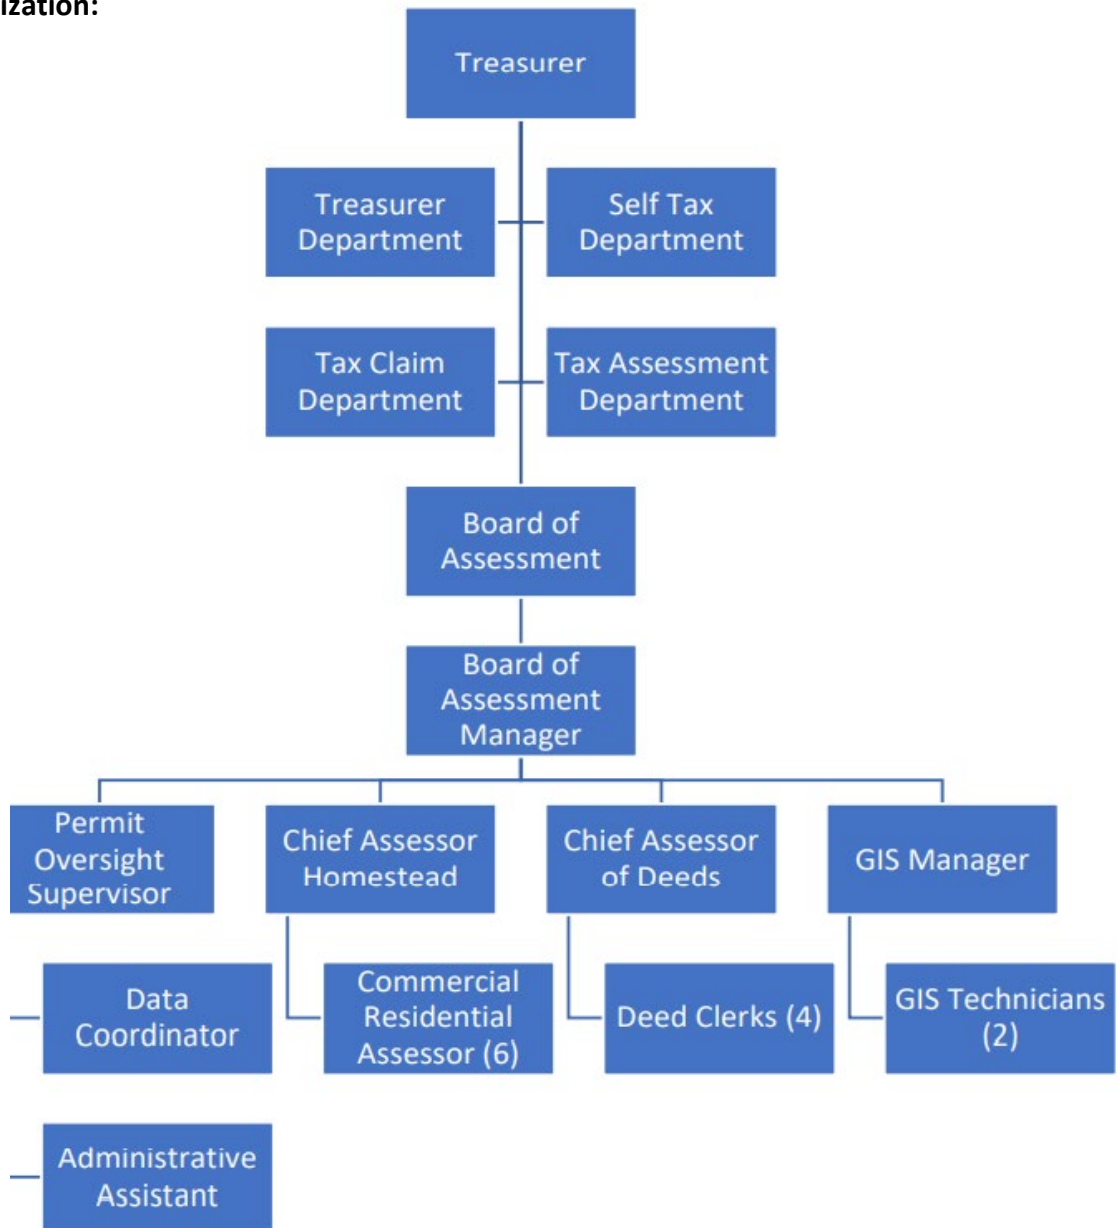 ization:
Treasurer
Treasurer
Department
Self Tax
Department
Tax Claim
Department
Tax Assessment
Department
Board of
Assessment
Board of
Assessment
Manager
Permit
Oversight
Supervisor
Chief Assessor
Homestead
Chief Assessor
of Deeds
GIS Manager
Data
Coordinator
Commercial
Residential
Assessor (6)
Deed Clerks (4)
GIS Technicians
(2)
Administrative
Assistant